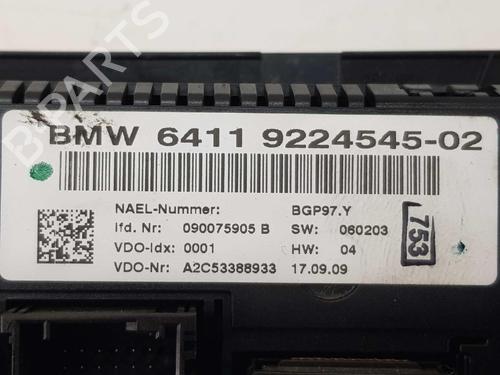 BMW 6411 9224545-02
NAEL-Nummer: BGP97.Y
lfd. Nr: 090075905 B SW: 060203
VDO-Idx: 0001 HW: 04
VDO-Nr: A2C53388933 17.09.09
753
B-PARTS